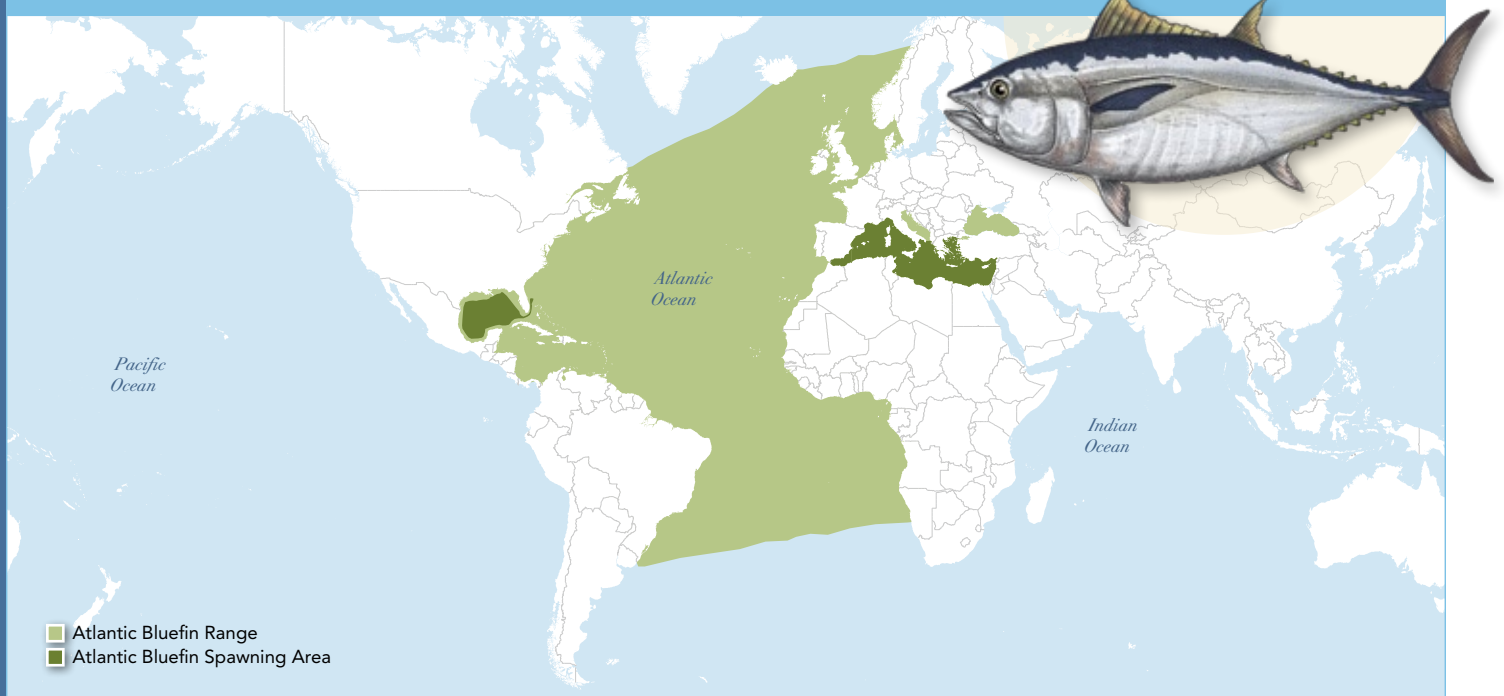 Atlantic
Ocean
Pacific
Ocean
Indian
Ocean
Atlantic Bluefin Range
Atlantic Bluefin Spawning Area